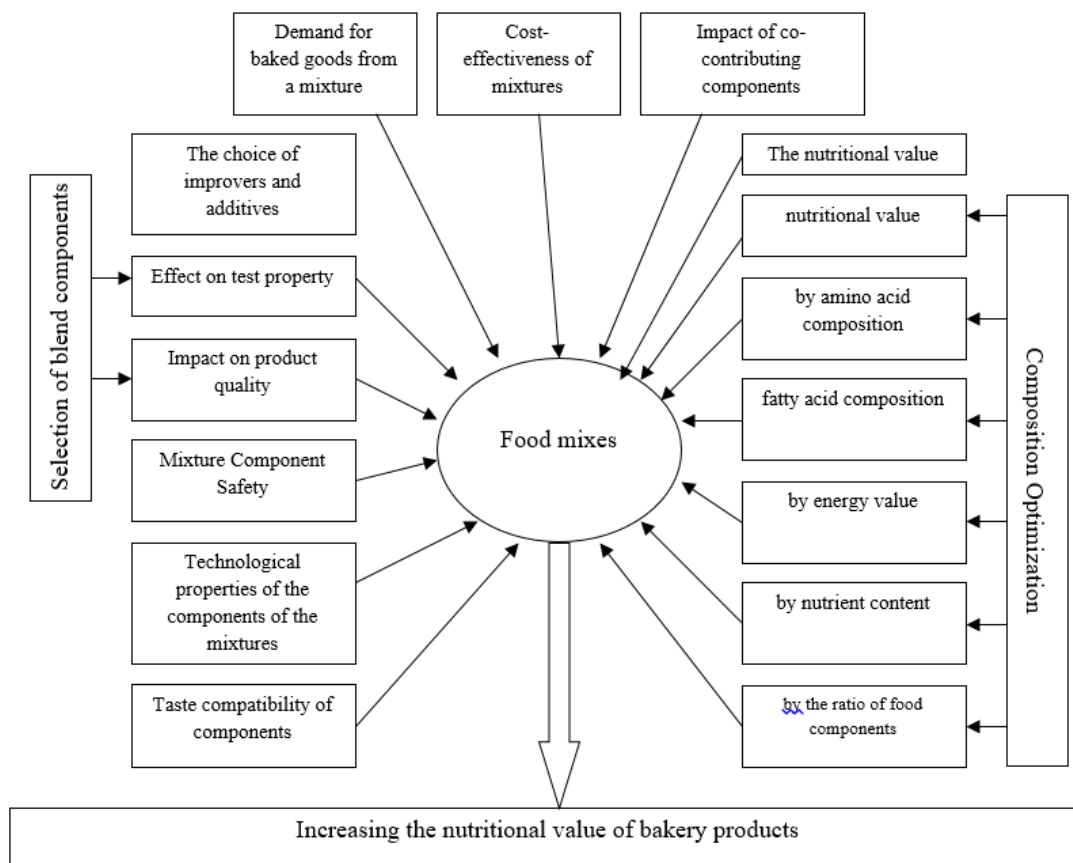 Demand for
baked goods from
a mixture
Cost-
effectiveness of
mixtures
Impact of co-
contributing
components
The choice of
improvers and
additives
Effect on test property
Impact on product
quality
Mixture Component
Safety
Technological
properties of the
components of the
mixtures
Taste compatibility of
components
Selection of blend components
Food mixes
The nutritional value
nutritional value
by amino acid
composition
fatty acid composition
by energy value
by nutrient content
by the ratio of food
components
Composition Optimization
Increasing the nutritional value of bakery products